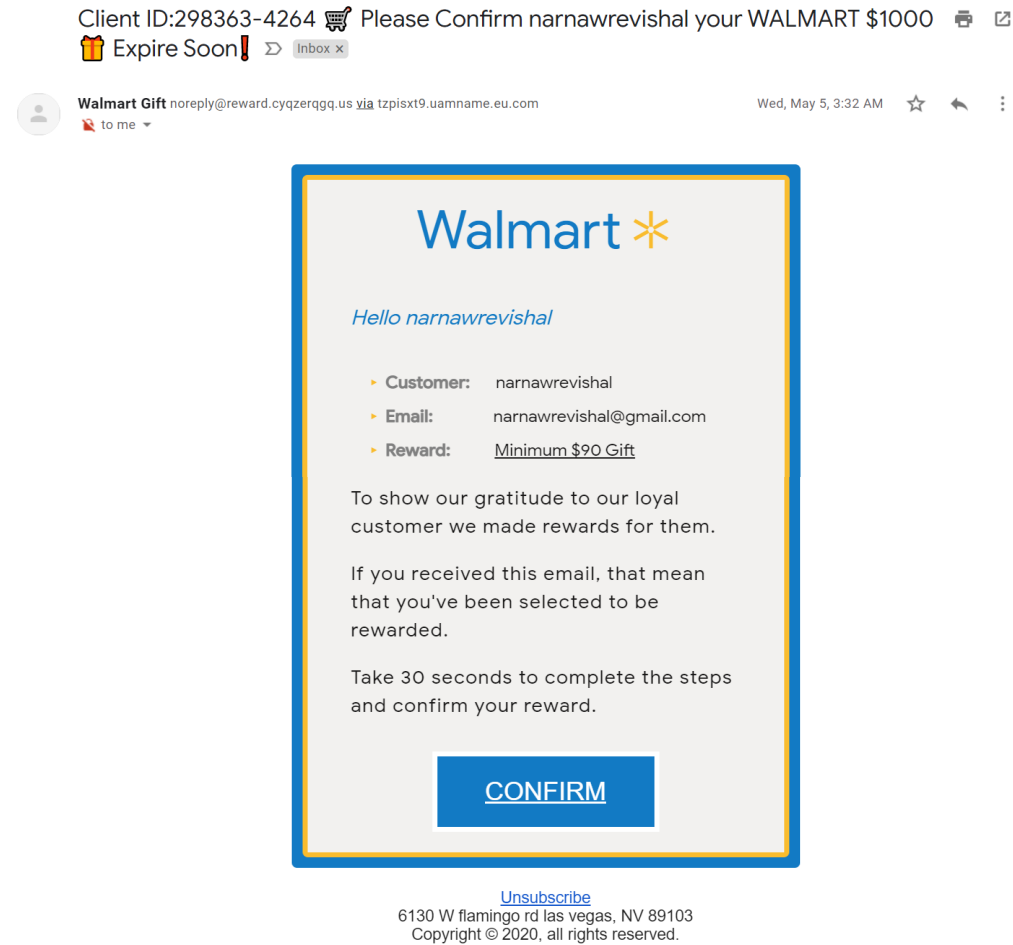 Client ID:298363-4264 🛒 Please Confirm narnawrevishal your WALMART $1000
🎁 Expire Soon❗ Inbox x
Walmart Gift noreply@reward.cyqzerqgq.us via tzpisxt9.uamname.eu.com
Wed, May 5, 3:32 AM
to me
Walmart
Hello narnawrevishal
Customer: narnawrevishal
Email: narnawrevishal@gmail.com
Reward: Minimum $90 Gift
To show our gratitude to our loyal
customer we made rewards for them.
If you received this email, that mean
that you've been selected to be
rewarded.
Take 30 seconds to complete the steps
and confirm your reward.
CONFIRM
Unsubscribe
6130 W flamingo rd las vegas, NV 89103
Copyright © 2020, all rights reserved.